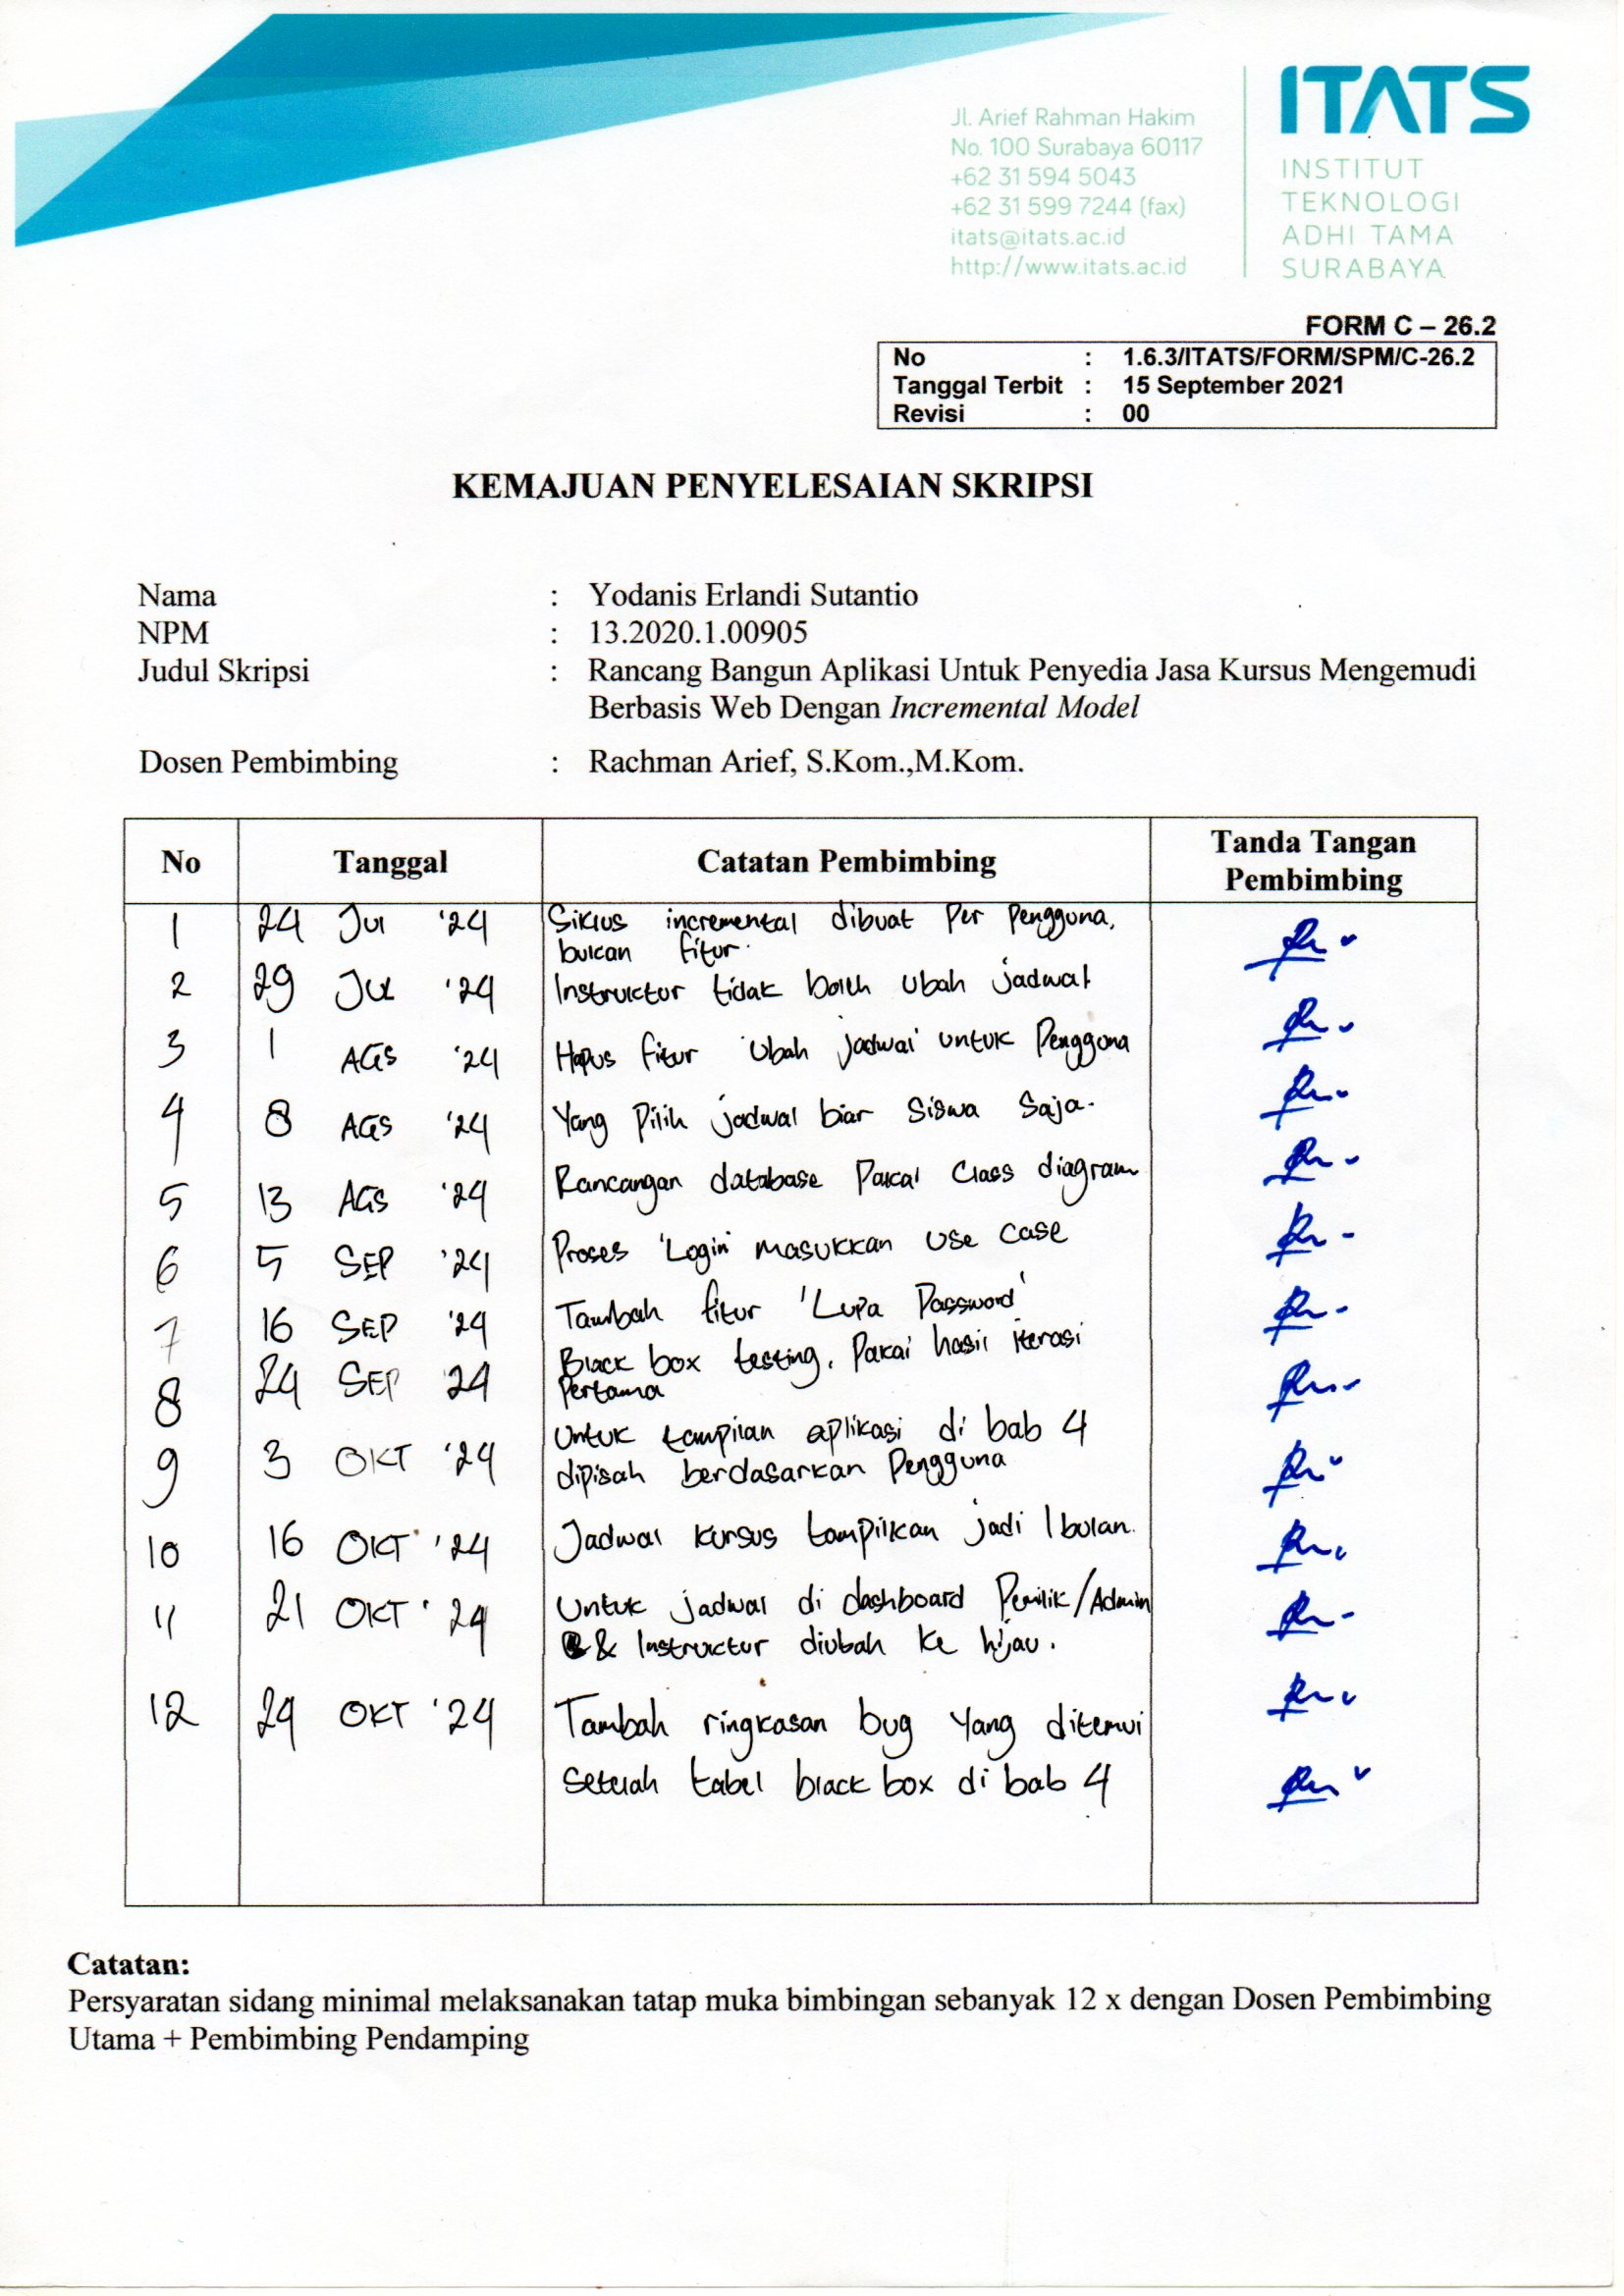 Jl. Arief Rahman Hakim
No. 100 Surabaya 60117
+62 31 594 5043
+62 31 599 7244 (fax)
itats@itats.ac.id
http://www.itats.ac.id
ITATS
INSTITUT
TEKNOLOGI
ADHI TAMA
SURABAYA
FORM C – 26.2
No : 1.6.3/ITATS/FORM/SPM/C-26.2
Tanggal Terbit : 15 September 2021
Revisi : 00
KEMAJUAN PENYELESAIAN SKRIPSI
Nama : Yodanis Erlandi Sutantio
NPM : 13.2020.1.00905
Judul Skripsi : Rancang Bangun Aplikasi Untuk Penyedia Jasa Kursus Mengemudi
Berbasis Web Dengan Incremental Model
Dosen Pembimbing : Rachman Arief, S.Kom.,M.Kom.
No Tanggal Catatan Pembimbing Tanda Tangan
Pembimbing
1 24 Jul '24 Siklus incremental dibuat Per Pengguna,
bukan fitur.
2 29 Jul '24 Instruktur tidak boleh Ubah jadwal
3 1 AGS '24 Hapus fitur 'Ubah jadwal' untuk Pengguna
4 8 AGS '24 Yang Pilih jadwal biar Siswa Saja.
5 13 AGS '24 Rancangan database Pakai Class diagram
6 5 SEP '24 Proses 'Login' masukkan Use Case
7 16 SEP '24 Tambah fitur 'Lupa Password'
8 24 SEP '24 Black box testing, Pakai hasil iterasi
Pertama
9 3 OKT '24 Untuk tampilan aplikasi di bab 4
dipisah berdasarkan Pengguna
10 16 OKT '24 Jadwal Kursus tampilkan jadi 1 bulan.
11 21 OKT '24 Untuk jadwal di dashboard Pemilik/Admin
& Instruktur diubah ke hijau.
12 24 OKT '24 Tambah ringkasan bug Yang ditemui
Setelah tabel black box di bab 4
Catatan:
Persyaratan sidang minimal melaksanakan tatap muka bimbingan sebanyak 12 x dengan Dosen Pembimbing
Utama + Pembimbing Pendamping